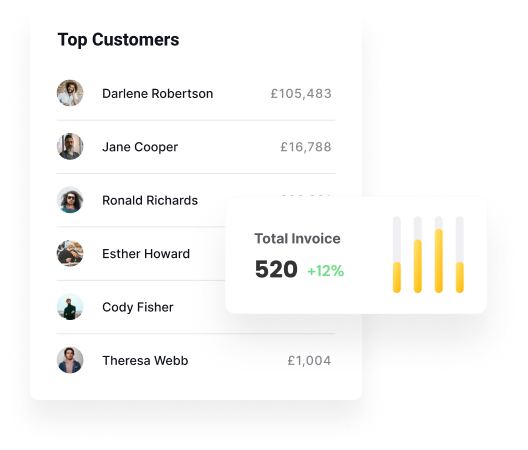 Top Customers
Darlene Robertson £105,483
Jane Cooper £16,788
Ronald Richards
Esther Howard
Total Invoice
520 +12%
Cody Fisher
Theresa Webb £1,004